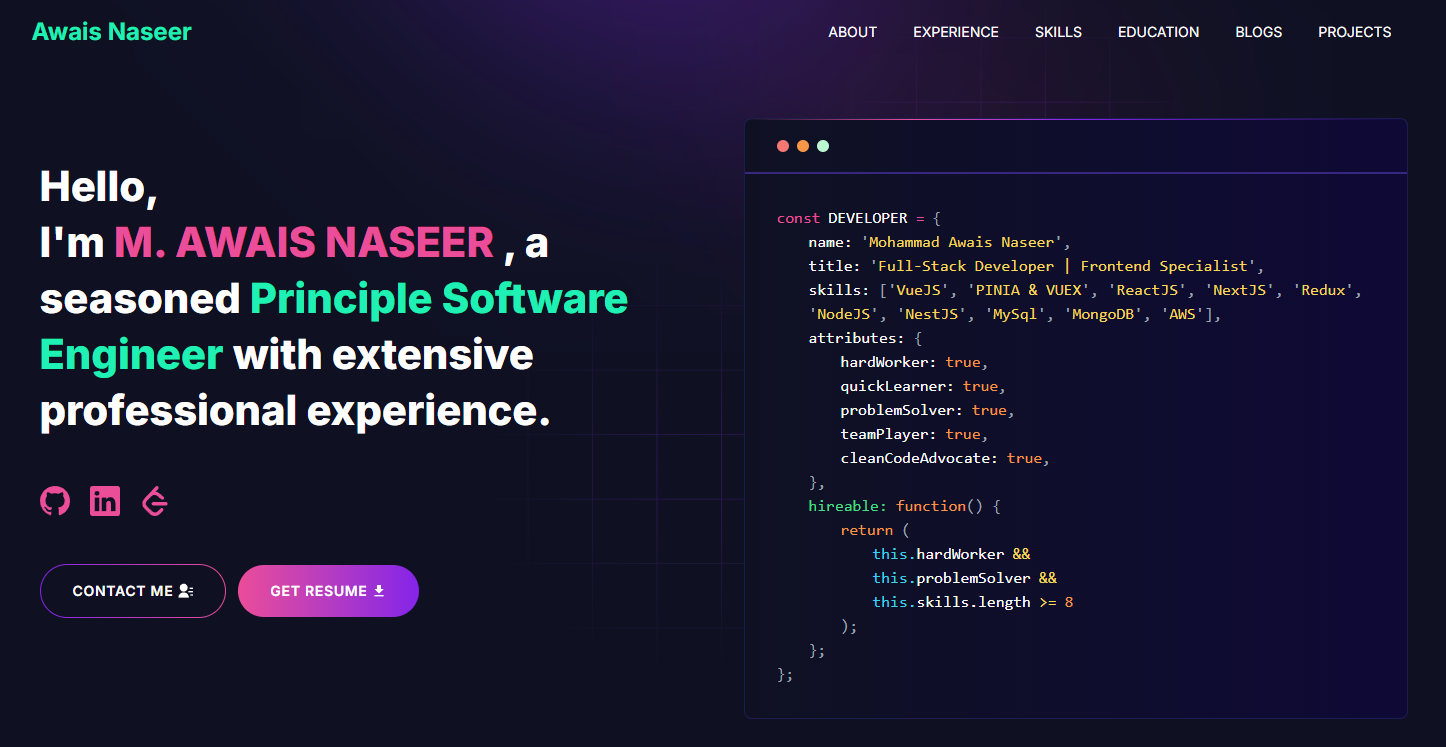 Awais Naseer
ABOUT EXPERIENCE SKILLS EDUCATION BLOGS PROJECTS
Hello,
I'm M. AWAIS NASEER , a
seasoned Principle Software
Engineer with extensive
professional experience.
CONTACT ME
GET RESUME
const DEVELOPER = {
name: 'Mohammad Awais Naseer',
title: 'Full-Stack Developer | Frontend Specialist',
skills: ['VueJS', 'PINIA & VUEX', 'ReactJS', 'NextJS', 'Redux',
'NodeJS', 'NestJS', 'MySql', 'MongoDB', 'AWS'],
attributes: {
hardWorker: true,
quickLearner: true,
problemSolver: true,
teamPlayer: true,
cleanCodeAdvocate: true,
},
hireable: function() {
return (
this.hardWorker &&
this.problemSolver &&
this.skills.length >= 8
);
};
};